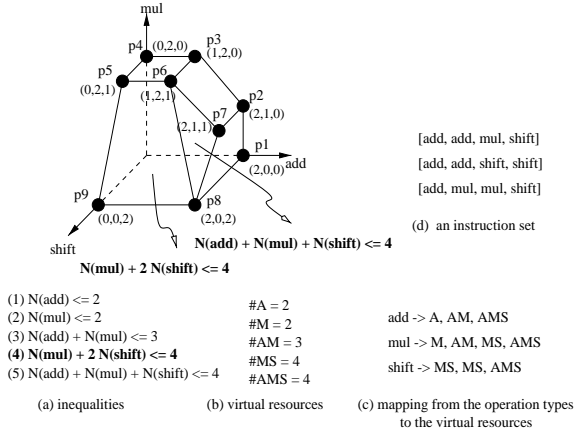 mul
p4
(0,2,0)
p3
(1,2,0)
p5
(0,2,1)
p6
(1,2,1)
p2
(2,1,0)
p7
(2,1,1)
p1
add
(2,0,0)
p9
(0,0,2)
p8
(2,0,2)
shift
N(add) + N(mul) + N(shift) <= 4
N(mul) + 2 N(shift) <= 4
[add, add, mul, shift]
[add, add, shift, shift]
[add, mul, mul, shift]
(d) an instruction set
(1) N(add) <= 2
(2) N(mul) <= 2
(3) N(add) + N(mul) <= 3
(4) N(mul) + 2 N(shift) <= 4
(5) N(add) + N(mul) + N(shift) <= 4
(a) inequalities
#A = 2
#M = 2
#AM = 3
#MS = 4
#AMS = 4
(b) virtual resources
add -> A, AM, AMS
mul -> M, AM, MS, AMS
shift -> MS, MS, AMS
(c) mapping from the operation types
to the virtual resources